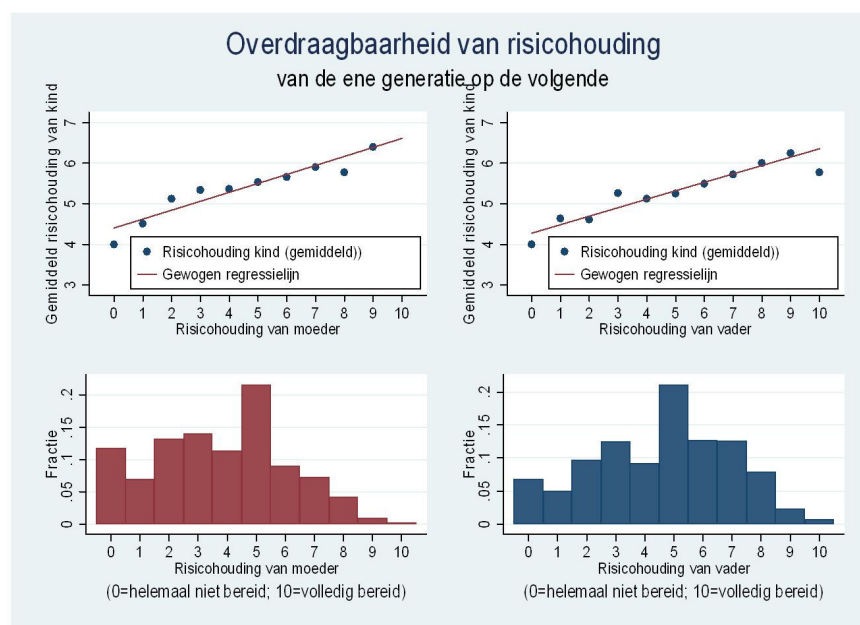 Overdraagbaarheid van risicohouding
van de ene generatie op de volgende
Gemiddeld risicohouding van kind
7
6
5
4
3
Risicohouding kind (gemiddeld))
Gewogen regressielijn
0 1 2 3 4 5 6 7 8 9 10
Risicohouding van moeder
Gemiddeld risicohouding van kind
7
6
5
4
3
Risicohouding kind (gemiddeld))
Gewogen regressielijn
0 1 2 3 4 5 6 7 8 9 10
Risicohouding van vader
Fractie
.2
.15
.1
.05
0
0 1 2 3 4 5 6 7 8 9 10
Risicohouding van moeder
(0=helemaal niet bereid; 10=volledig bereid)
Fractie
.2
.15
.1
.05
0
0 1 2 3 4 5 6 7 8 9 10
Risicohouding van vader
(0=helemaal niet bereid; 10=volledig bereid)